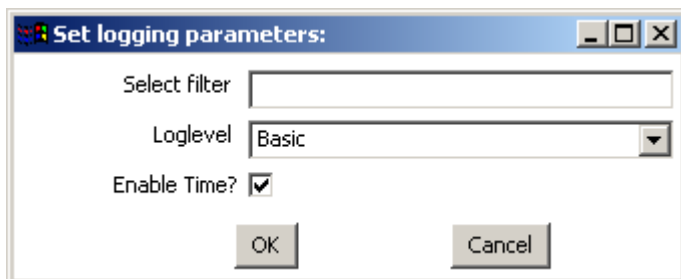 Set logging parameters:
Select filter
Loglevel Basic
Enable Time?
OK Cancel